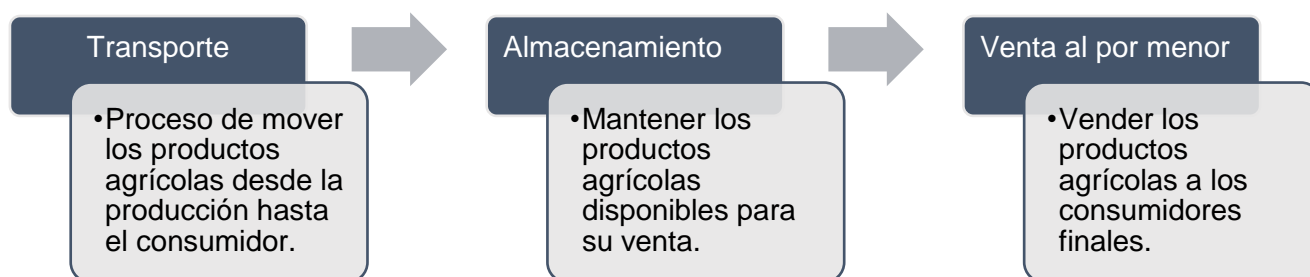 Transporte
•Proceso de mover
los productos
agrícolas desde la
producción hasta
el consumidor.
Almacenamiento
•Mantener los
productos
agrícolas
disponibles para
su venta.
Venta al por menor
•Vender los
productos
agrícolas a los
consumidores
finales.